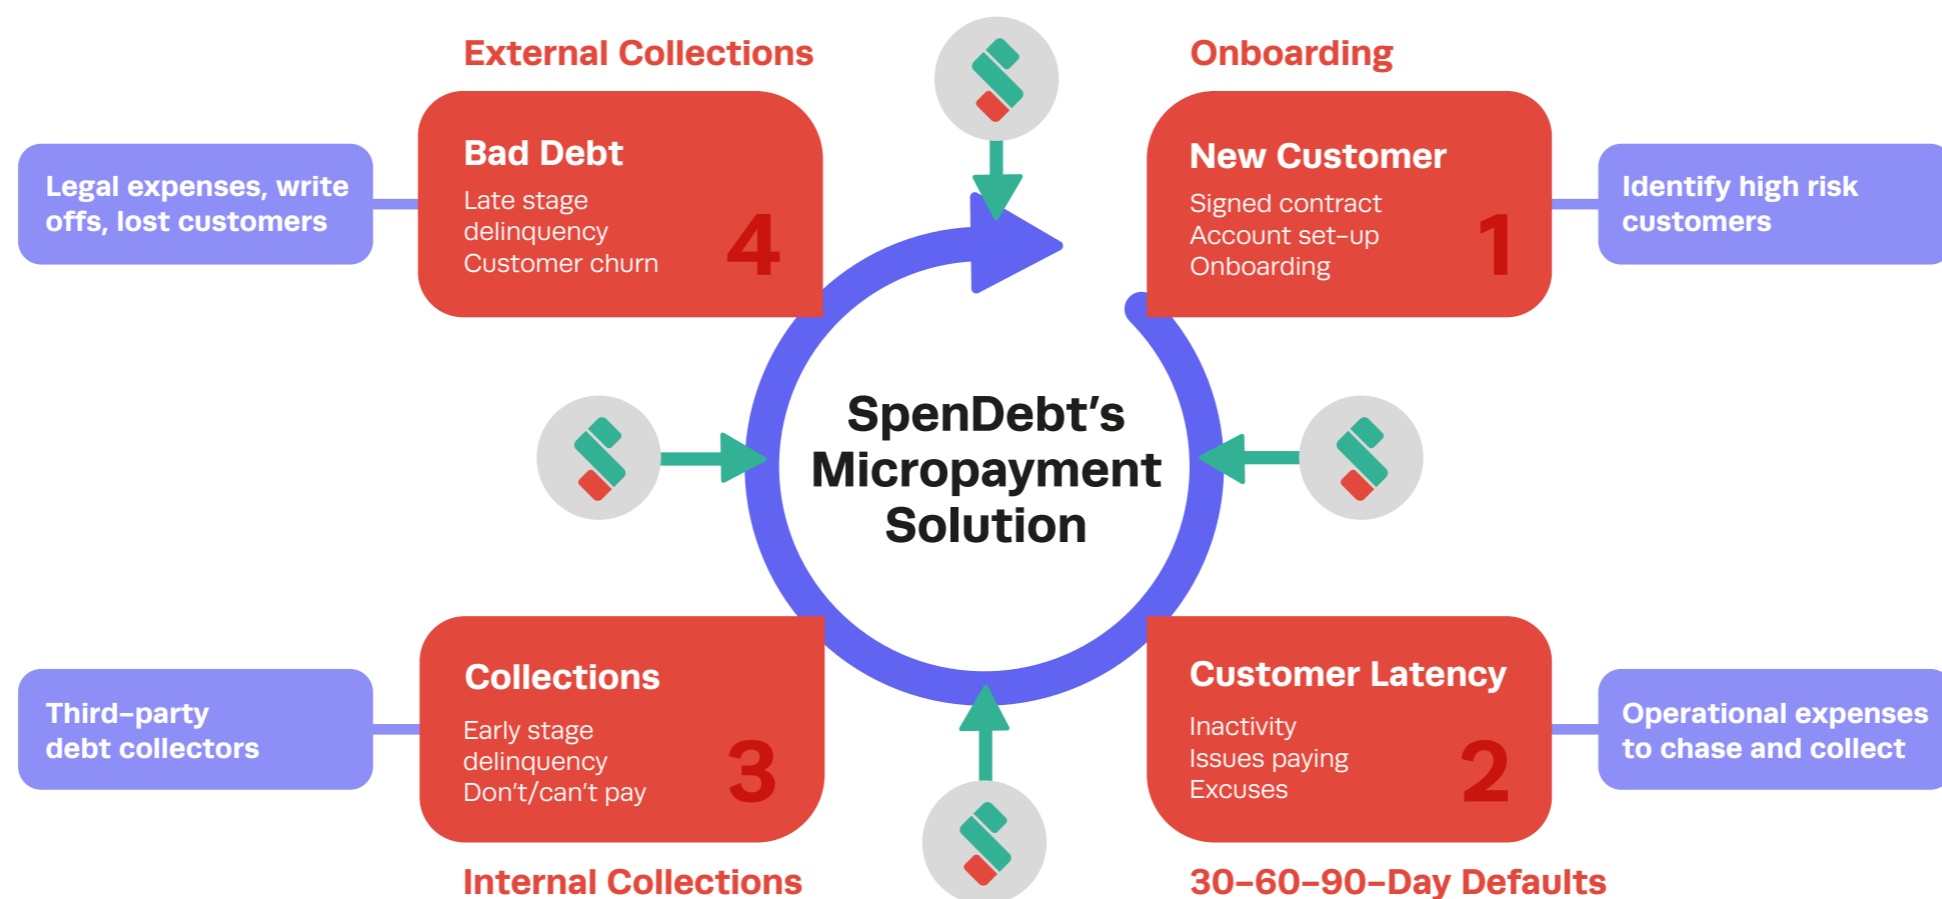 External Collections
Bad Debt
Late stage
delinquency
Customer churn
4
Legal expenses, write
offs, lost customers
Onboarding
New Customer
Signed contract
Account set-up
Onboarding
1
Identify high risk
customers
SpenDebt’s
Micropayment
Solution
Third-party
debt collectors
Collections
Early stage
delinquency
Don’t/can’t pay
3
Internal Collections
Customer Latency
Inactivity
Issues paying
Excuses
2
30-60-90-Day Defaults
Operational expenses
to chase and collect